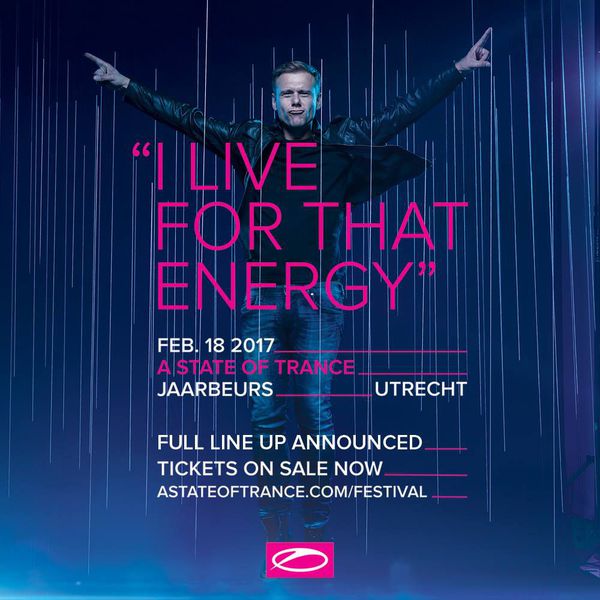 “I LIVE
FOR THAT
ENERGY”
FEB. 18 2017
A STATE OF TRANCE
JAARBEURS UTRECHT
FULL LINE UP ANNOUNCED
TICKETS ON SALE NOW
ASTATEOFTRANCE.COM/FESTIVAL